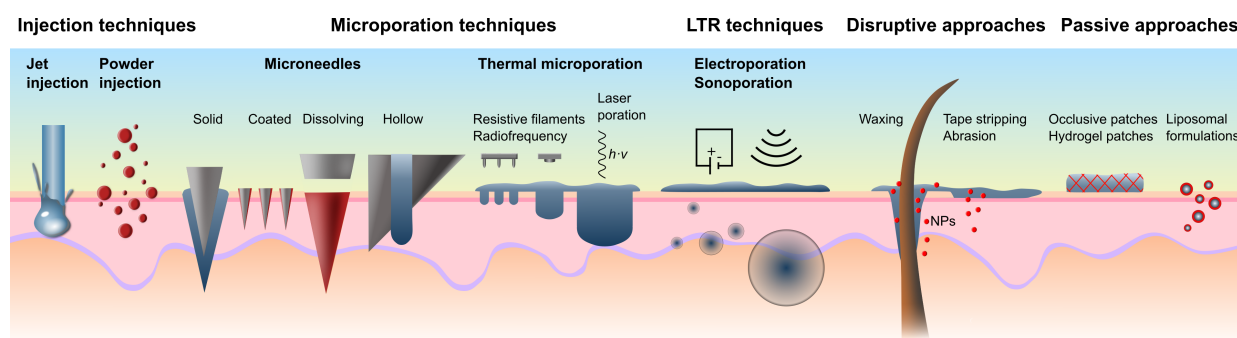 Injection techniques
Microporation techniques
LTR techniques
Disruptive approaches
Passive approaches
Jet
injection
Powder
injection
Microneedles
Thermal microporation
Electroporation
Sonoporation
Solid
Coated
Dissolving
Hollow
Resistive filaments
Radiofrequency
Laser
poration
h·v
+
-
Waxing
Tape stripping
Abrasion
NPs
Occlusive patches
Hydrogel patches
Liposomal
formulations